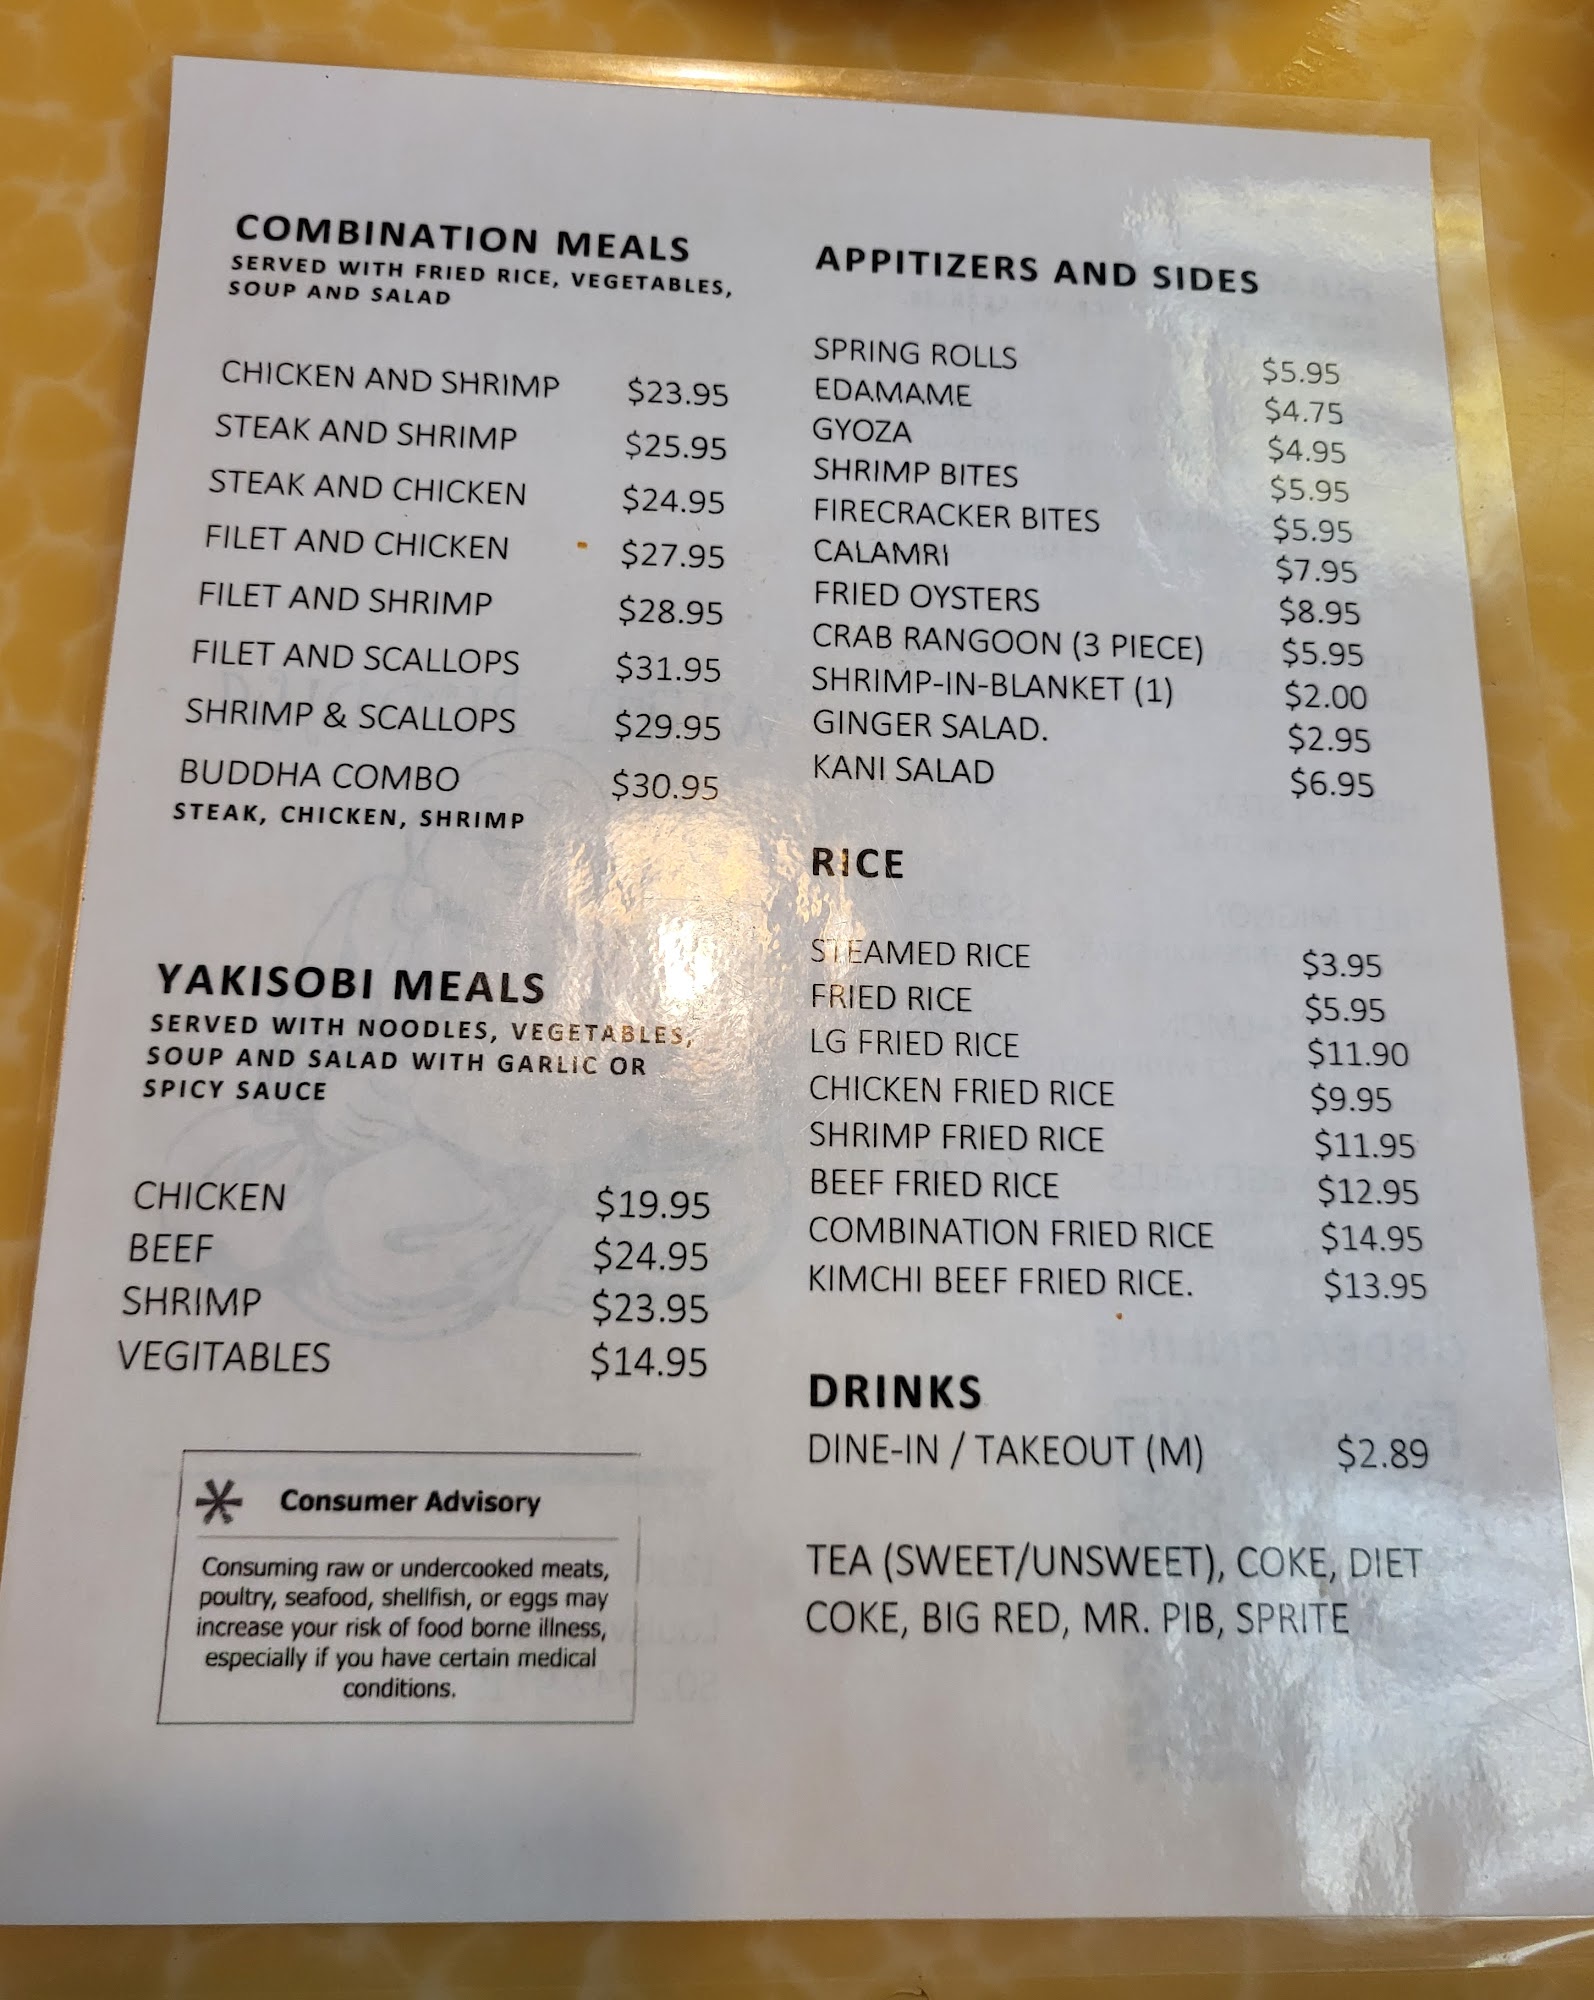 COMBINATION MEALS
SERVED WITH FRIED RICE, VEGETABLES,
SOUP AND SALAD
CHICKEN AND SHRIMP $23.95
STEAK AND SHRIMP $25.95
STEAK AND CHICKEN $24.95
FILET AND CHICKEN $27.95
FILET AND SHRIMP $28.95
FILET AND SCALLOPS $31.95
SHRIMP & SCALLOPS $29.95
BUDDHA COMBO $30.95
STEAK, CHICKEN, SHRIMP
YAKISOBI MEALS
SERVED WITH NOODLES, VEGETABLES,
SOUP AND SALAD WITH GARLIC OR
SPICY SAUCE
CHICKEN $19.95
BEEF $24.95
SHRIMP $23.95
VEGITABLES $14.95
Consumer Advisory
Consuming raw or undercooked meats,
poultry, seafood, shellfish, or eggs may
increase your risk of food borne illness,
especially if you have certain medical
conditions.
APPITIZERS AND SIDES
SPRING ROLLS $5.95
EDAMAME $4.75
GYOZA $4.95
SHRIMP BITES $5.95
FIRECRACKER BITES $5.95
CALAMRI $7.95
FRIED OYSTERS $8.95
CRAB RANGOON (3 PIECE) $5.95
SHRIMP-IN-BLANKET (1) $2.00
GINGER SALAD. $2.95
KANI SALAD $6.95
RICE
STEAMED RICE $3.95
FRIED RICE $5.95
LG FRIED RICE $11.90
CHICKEN FRIED RICE $9.95
SHRIMP FRIED RICE $11.95
BEEF FRIED RICE $12.95
COMBINATION FRIED RICE $14.95
KIMCHI BEEF FRIED RICE. $13.95
DRINKS
DINE-IN / TAKEOUT (M) $2.89
TEA (SWEET/UNSWEET), COKE, DIET
COKE, BIG RED, MR. PIB, SPRITE